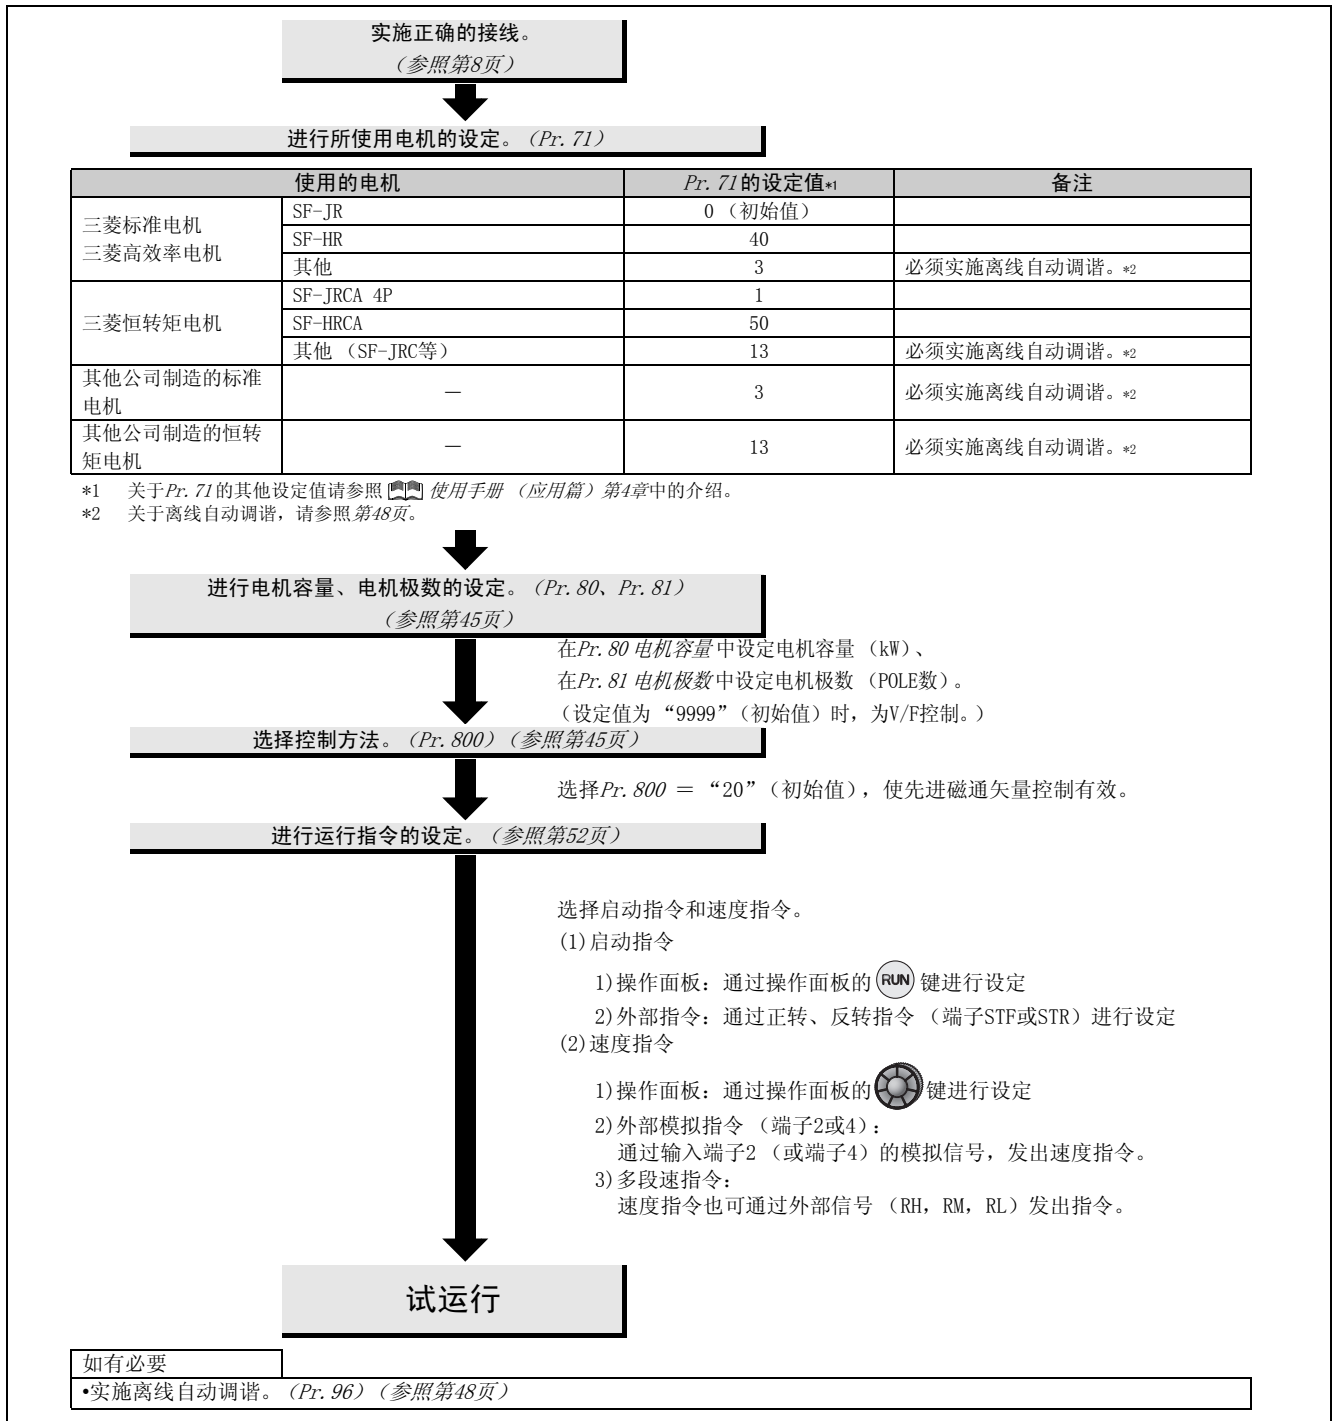 实施正确的接线。
（参照第8页）
进行所使用电机的设定。（Pr. 71）
使用的电机 Pr. 71的设定值*1 备注
三菱标准电机
三菱高效率电机
SF-JR 0 （初始值）
SF-HR 40
其他 3 必须实施离线自动调谐。*2
三菱恒转矩电机
SF-JRCA 4P 1
SF-HRCA 50
其他 （SF-JRC等） 13 必须实施离线自动调谐。*2
其他公司制造的标准
电机
— 3 必须实施离线自动调谐。*2
其他公司制造的恒转
矩电机
— 13 必须实施离线自动调谐。*2
*1 关于Pr. 71的其他设定值请参照 使用手册 （应用篇）第4章中的介绍。
*2 关于离线自动调谐，请参照第48页。
进行电机容量、电机极数的设定。（Pr. 80、Pr. 81）
（参照第45页）
在Pr. 80 电机容量中设定电机容量 （kW）、
在Pr. 81 电机极数中设定电机极数 （POLE数）。
（设定值为 “9999”（初始值）时，为V/F控制。）
选择控制方法。（Pr. 800）（参照第45页）
选择Pr. 800 = “20”（初始值），使先进磁通矢量控制有效。
进行运行指令的设定。（参照第52页）
选择启动指令和速度指令。
(1)启动指令
1)操作面板：通过操作面板的 RUN 键进行设定
2)外部指令：通过正转、反转指令 （端子STF或STR）进行设定
(2)速度指令
1)操作面板：通过操作面板的 键进行设定
2)外部模拟指令 （端子2或4）：
通过输入端子2 （或端子4）的模拟信号，发出速度指令。
3)多段速指令：
速度指令也可通过外部信号 （RH，RM，RL）发出指令。
试运行
如有必要
•实施离线自动调谐。（Pr. 96）（参照第48页）